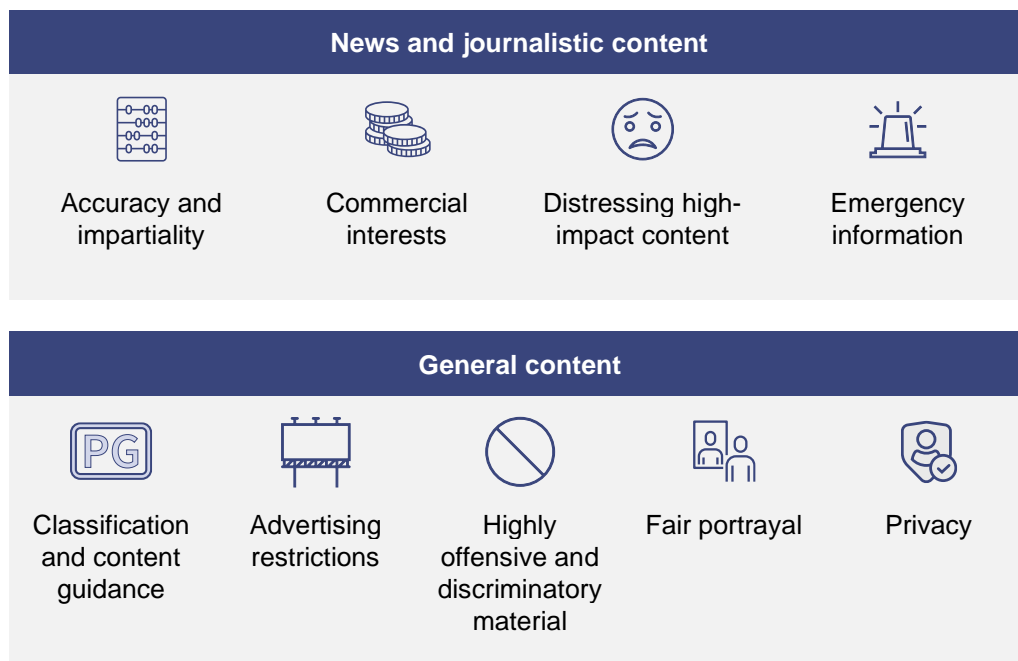 News and journalistic content
Accuracy and
impartiality
Commercial
interests
Distressing high-
impact content
Emergency
information
General content
PG
Classification
and content
guidance
Advertising
restrictions
Highly
offensive and
discriminatory
material
Fair portrayal
Privacy